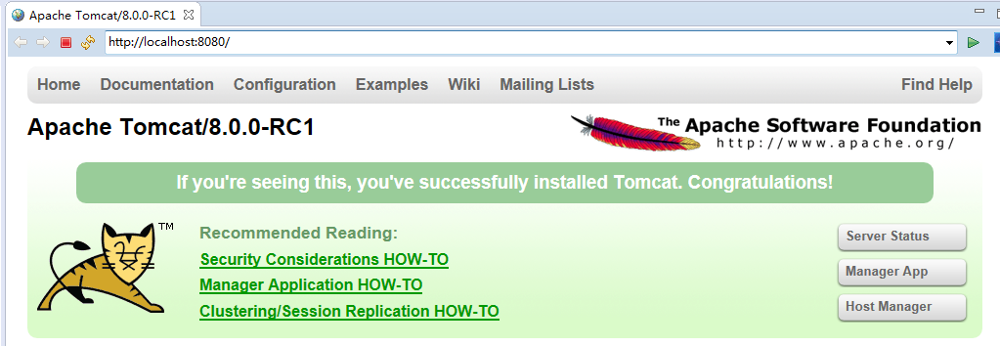 Apache Tomcat/8.0.0-RC1
http://localhost:8080/
Home Documentation Configuration Examples Wiki Mailing Lists Find Help
Apache Tomcat/8.0.0-RC1
The Apache Software Foundation
http://www.apache.org/
If you're seeing this, you've successfully installed Tomcat. Congratulations!
TM
Recommended Reading:
Security Considerations HOW-TO
Manager Application HOW-TO
Clustering/Session Replication HOW-TO
Server Status
Manager App
Host Manager